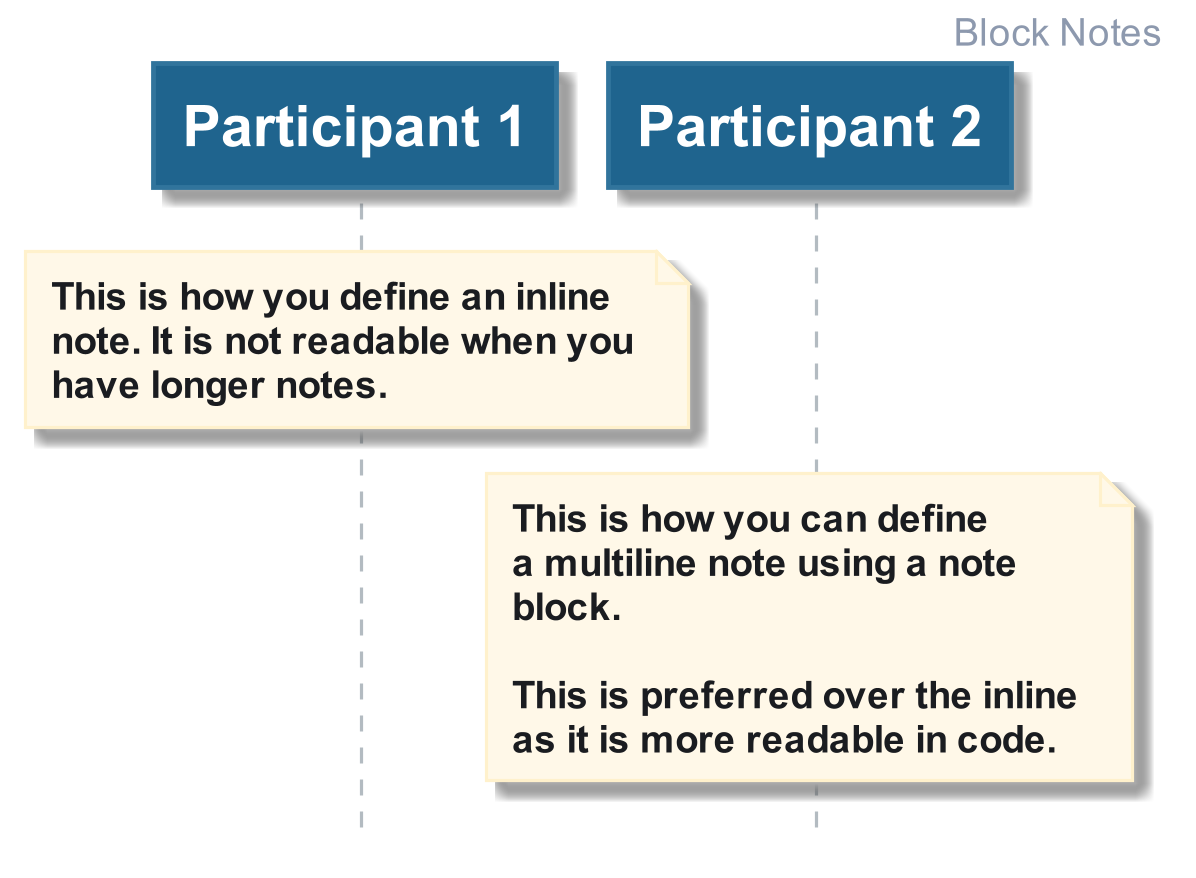 Block Notes
Participant 1
Participant 2
This is how you define an inline
note. It is not readable when you
have longer notes.
This is how you can define
a multiline note using a note
block.
This is preferred over the inline
as it is more readable in code.